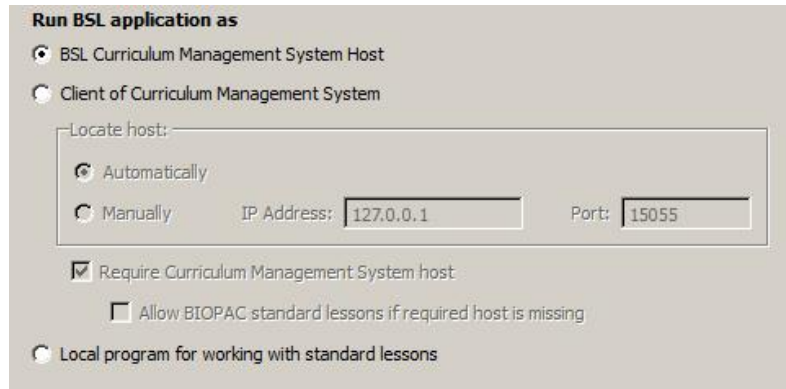 Run BSL application as
BSL Curriculum Management System Host
Client of Curriculum Management System
Locate host:
Automatically
Manually IP Address: 127.0.0.1 Port: 15055
Require Curriculum Management System host
Allow BIOPAC standard lessons if required host is missing
Local program for working with standard lessons